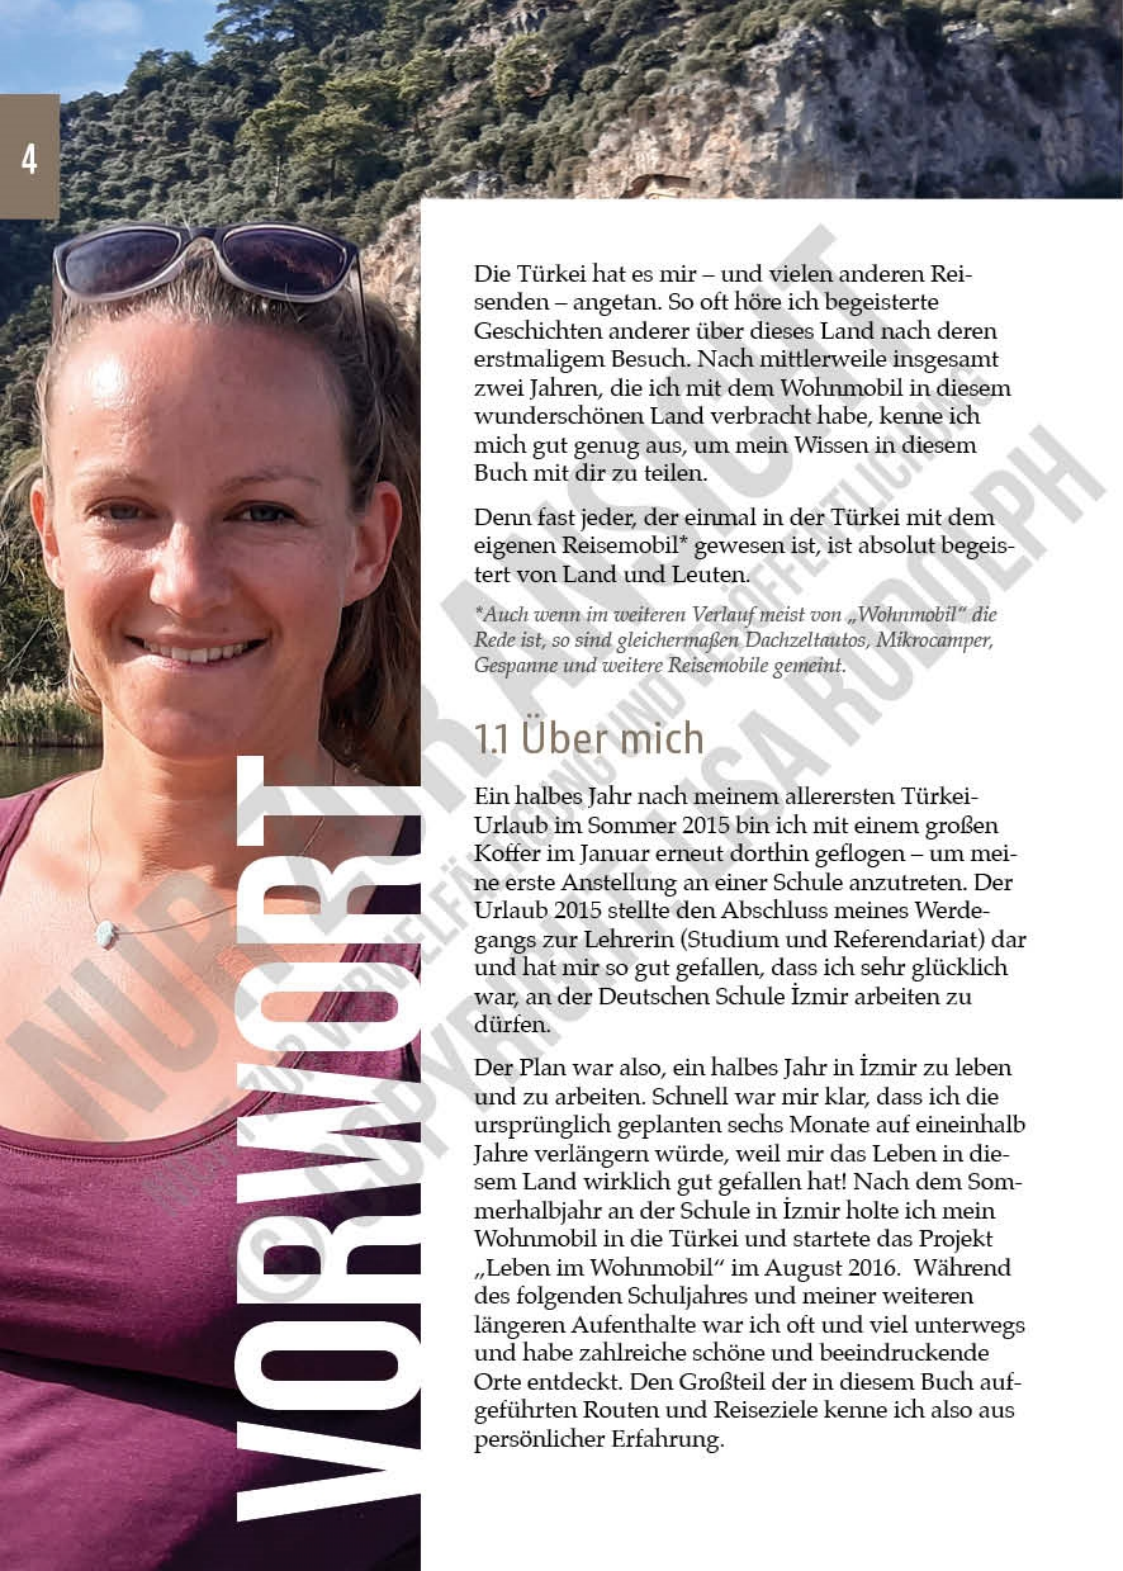 4
Die Türkei hat es mir – und vielen anderen Rei-
senden – angetan. So oft höre ich begeisterte
Geschichten anderer über dieses Land nach deren
erstmaligem Besuch. Nach mittlerweile insgesamt
zwei Jahren, die ich mit dem Wohnmobil in diesem
wunderschönen Land verbracht habe, kenne ich
mich gut genug aus, um mein Wissen in diesem
Buch mit dir zu teilen.
Denn fast jeder, der einmal in der Türkei mit dem
eigenen Reisemobil* gewesen ist, ist absolut begeis-
tert von Land und Leuten.
*Auch wenn im weiteren Verlauf meist von „Wohnmobil“ die
Rede ist, so sind gleichermaßen Dachzeltautos, Mikrocamper,
Gespanne und weitere Reisemobile gemeint.
1.1 Über mich
Ein halbes Jahr nach meinem allerersten Türkei-
Urlaub im Sommer 2015 bin ich mit einem großen
Koffer im Januar erneut dorthin geflogen – um mei-
ne erste Anstellung an einer Schule anzutreten. Der
Urlaub 2015 stellte den Abschluss meines Werde-
gangs zur Lehrerin (Studium und Referendariat) dar
und hat mir so gut gefallen, dass ich sehr glücklich
war, an der Deutschen Schule İzmir arbeiten zu
dürfen.
Der Plan war also, ein halbes Jahr in İzmir zu leben
und zu arbeiten. Schnell war mir klar, dass ich die
ursprünglich geplanten sechs Monate auf eineinhalb
Jahre verlängern würde, weil mir das Leben in die-
sem Land wirklich gut gefallen hat! Nach dem Som-
merhalbjahr an der Schule in İzmir holte ich mein
Wohnmobil in die Türkei und startete das Projekt
„Leben im Wohnmobil“ im August 2016.  Während
des folgenden Schuljahres und meiner weiteren
längeren Aufenthalte war ich oft und viel unterwegs
und habe zahlreiche schöne und beeindruckende
Orte entdeckt. Den Großteil der in diesem Buch auf-
geführten Routen und Reiseziele kenne ich also aus
persönlicher Erfahrung.
VORWORT
NUR ZUR ANSICHT
NICHT ZUR VERVIELFÄLTIGUNG UND VERÖFFENTLICHUNG
(C) COPYRIGHT: LISA RUDOLPH